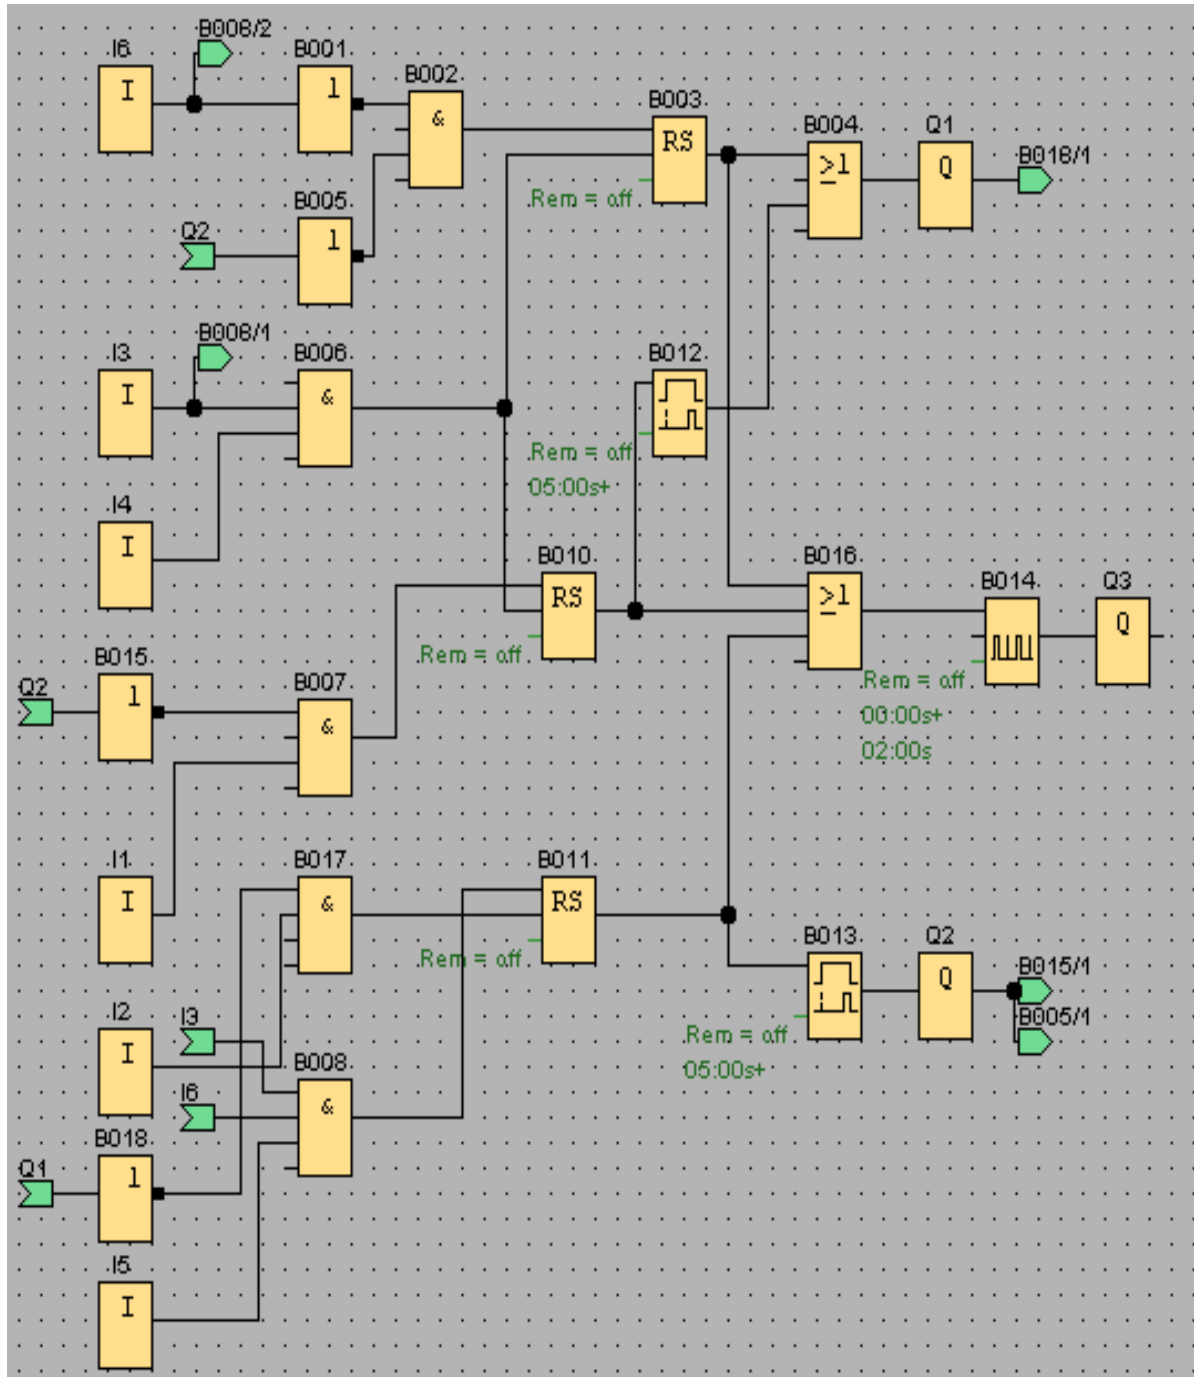 B008/2
I6
B001
B002
B003
B004
Q1
I
1
&
RS
≥1
Q
B018/1
Rem = off
B005
Q2
1
B008/1
I3
B006
B012
I
&
Rem = off
05:00s+
I4
I
B010
B016
B014
Q3
RS
≥1
Q
Rem = off
B015
Q2
1
B007
&
Rem = off
00:00s+
02:00s
I1
B017
B011
I
&
RS
Rem = off
B013
Q2
Q
B015/1
B005/1
I2
I3
I
B008
Rem = off
05:00s+
I6
&
B018
Q1
1
I5
I